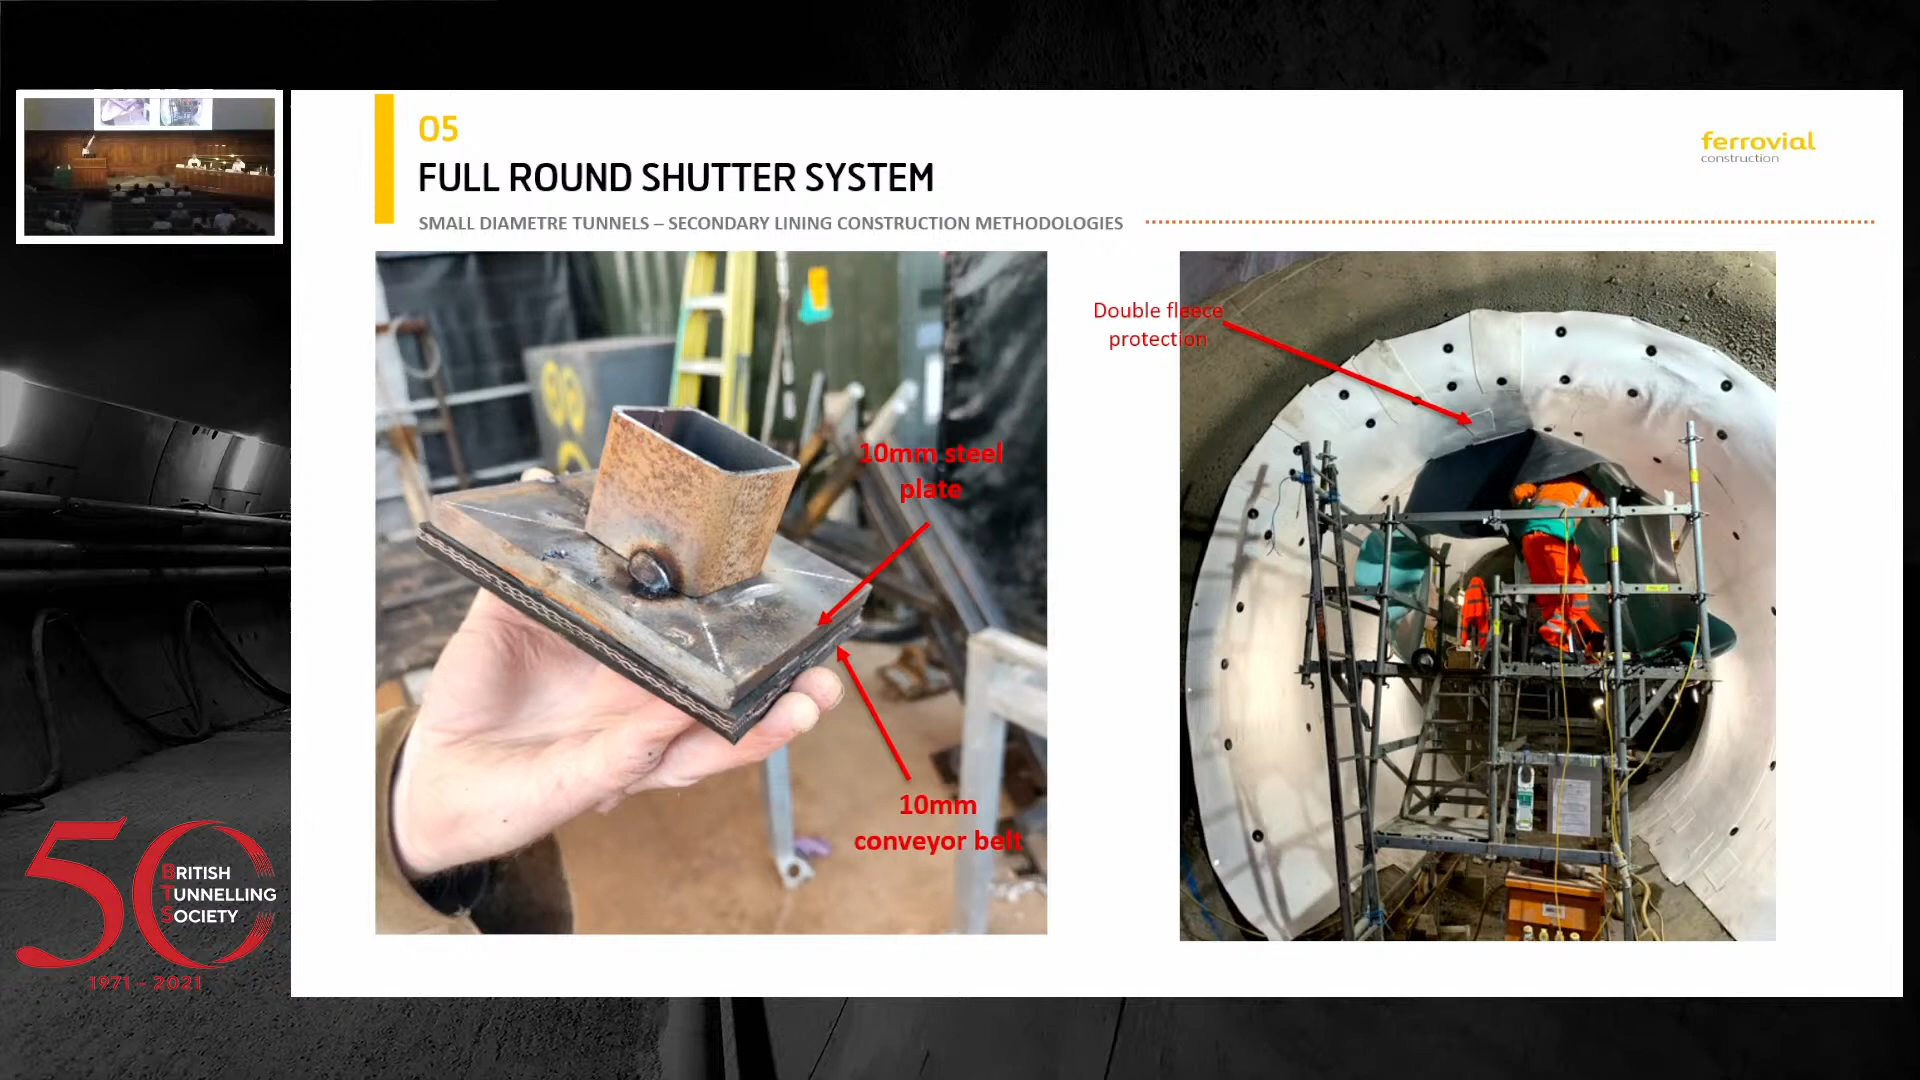 05
FULL ROUND SHUTTER SYSTEM
SMALL DIAMETRE TUNNELS – SECONDARY LINING CONSTRUCTION METHODOLOGIES
ferrovial
construction
Double fleece
protection
10mm steel
plate
10mm
conveyor belt
50
BRITISH
TUNNELLING
SOCIETY
1971 – 2021